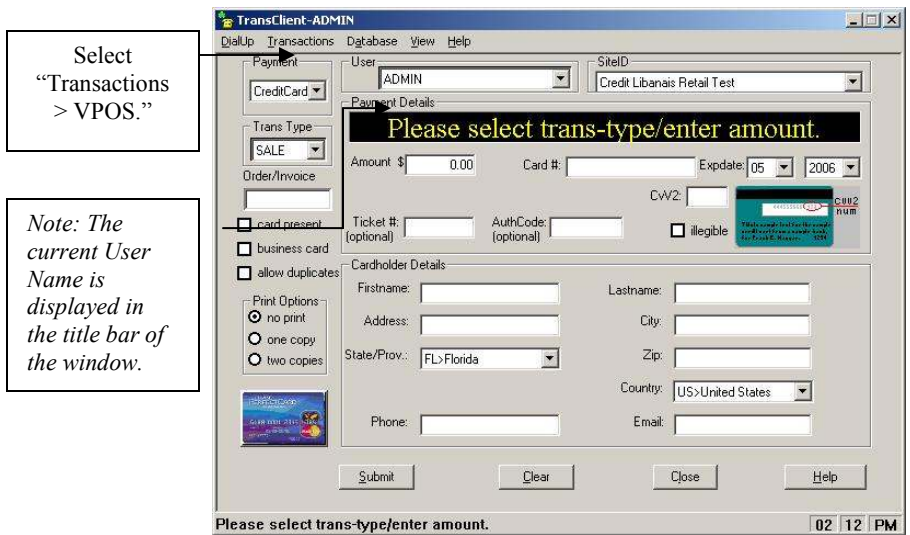 TransClient-ADMIN
DialUp Transactions Database View Help
Select
“Transactions
> VPOS.”
Note: The
current User
Name is
displayed in
the title bar of
the window.
Payment
CreditCard
User
ADMIN
SiteID
Credit Libanais Retail Test
Trans Type
SALE
Order/Invoice
card present
business card
allow duplicates
Print Options
no print
one copy
two copies
Payment Details
Please select trans-type/enter amount.
Amount $ 0.00 Card #: Expdate: 05 2006
CVV2:
cvv2
num
Ticket #: AuthCode: illegible
(optional) (optional)
Cardholder Details
Firstname: Lastname:
Address: City:
State/Prov.: FL>Florida Zip:
Country: US>United States
Phone: Email:
Submit Clear Close Help
Please select trans-type/enter amount. 02 12 PM